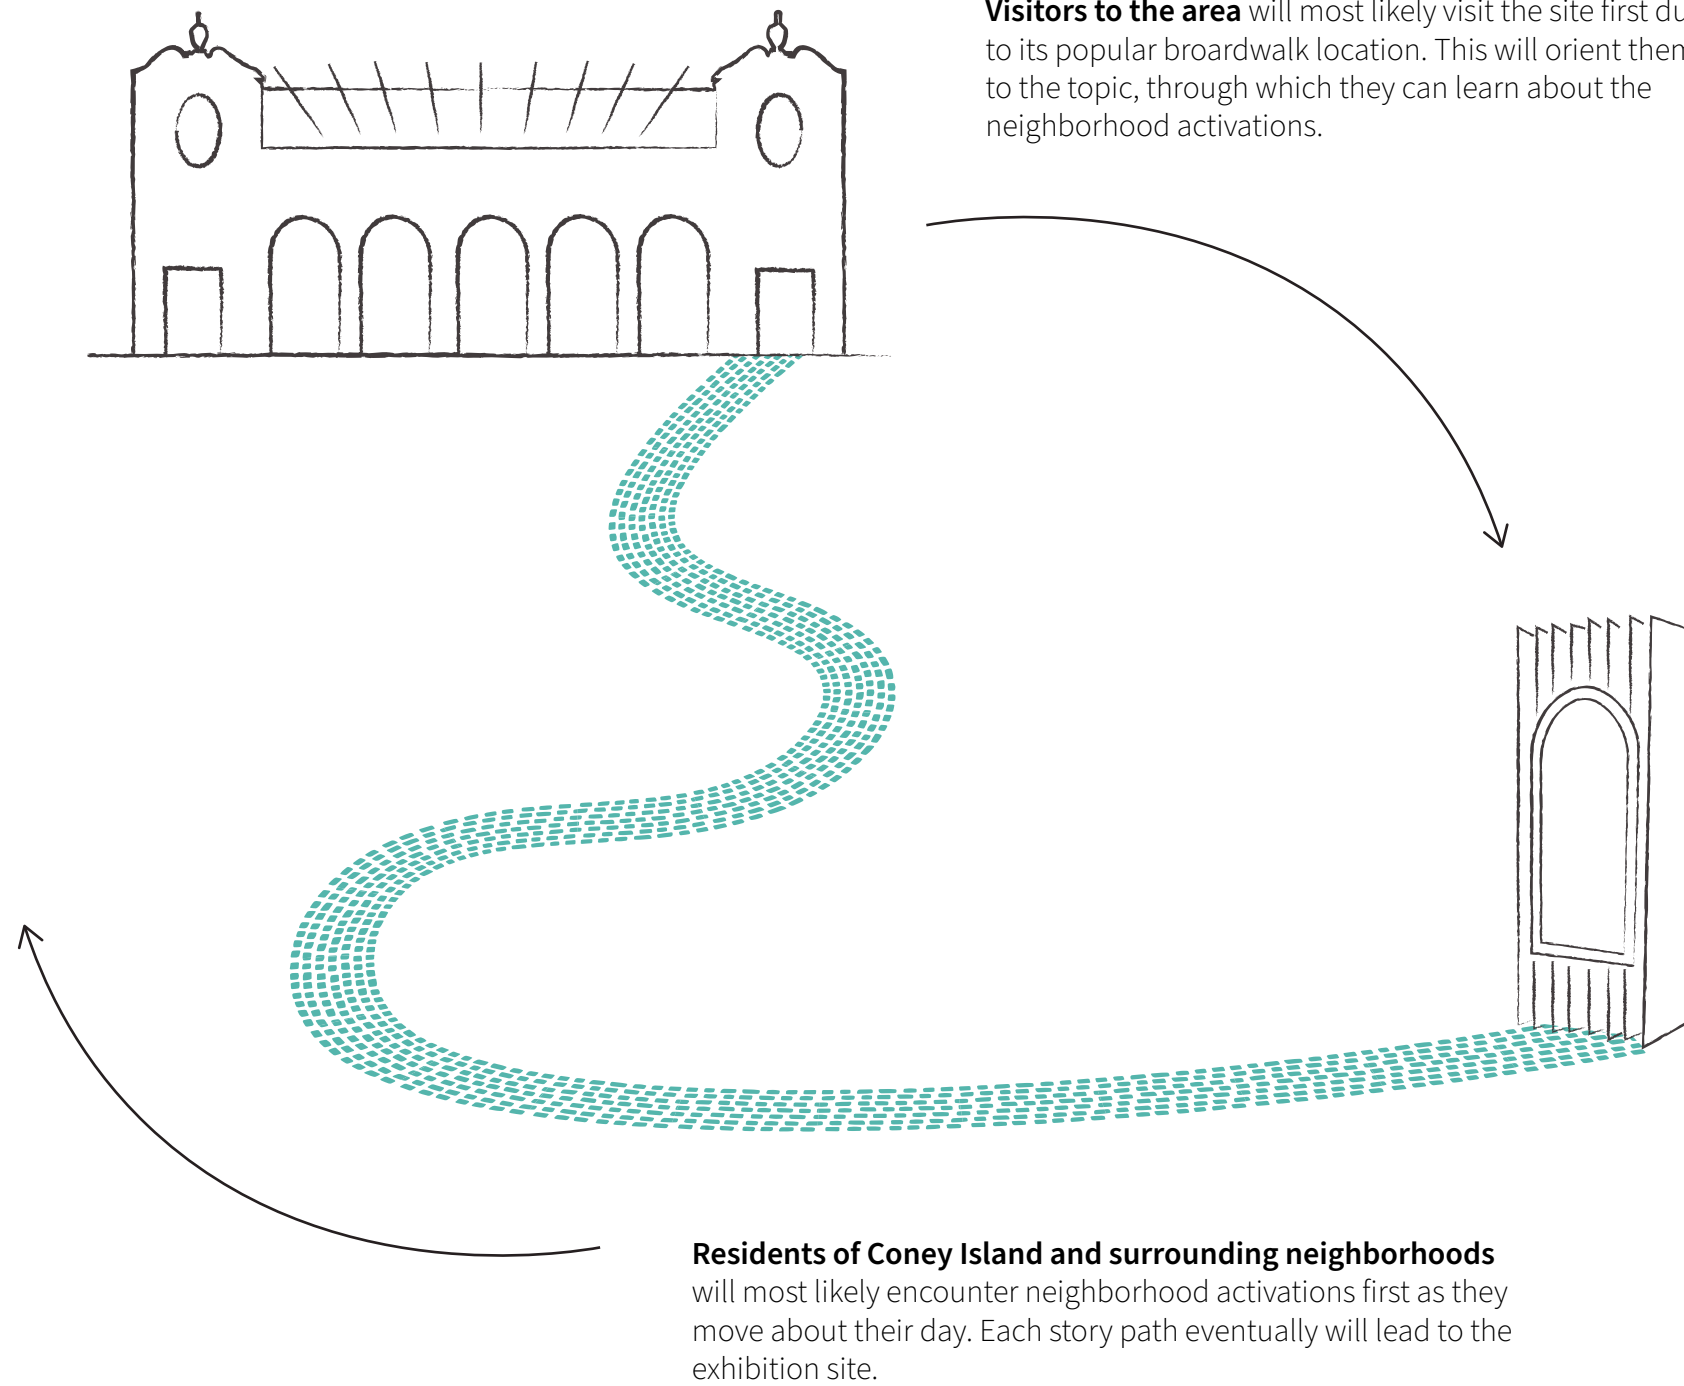 Visitors to the area will most likely visit the site first
to its popular broardwalk location. This will orient
to the topic, through which they can learn about the
neighborhood activations.
Residents of Coney Island and surrounding neighborhoods
will most likely encounter neighborhood activations first as they
move about their day. Each story path eventually will lead to the
exhibition site.